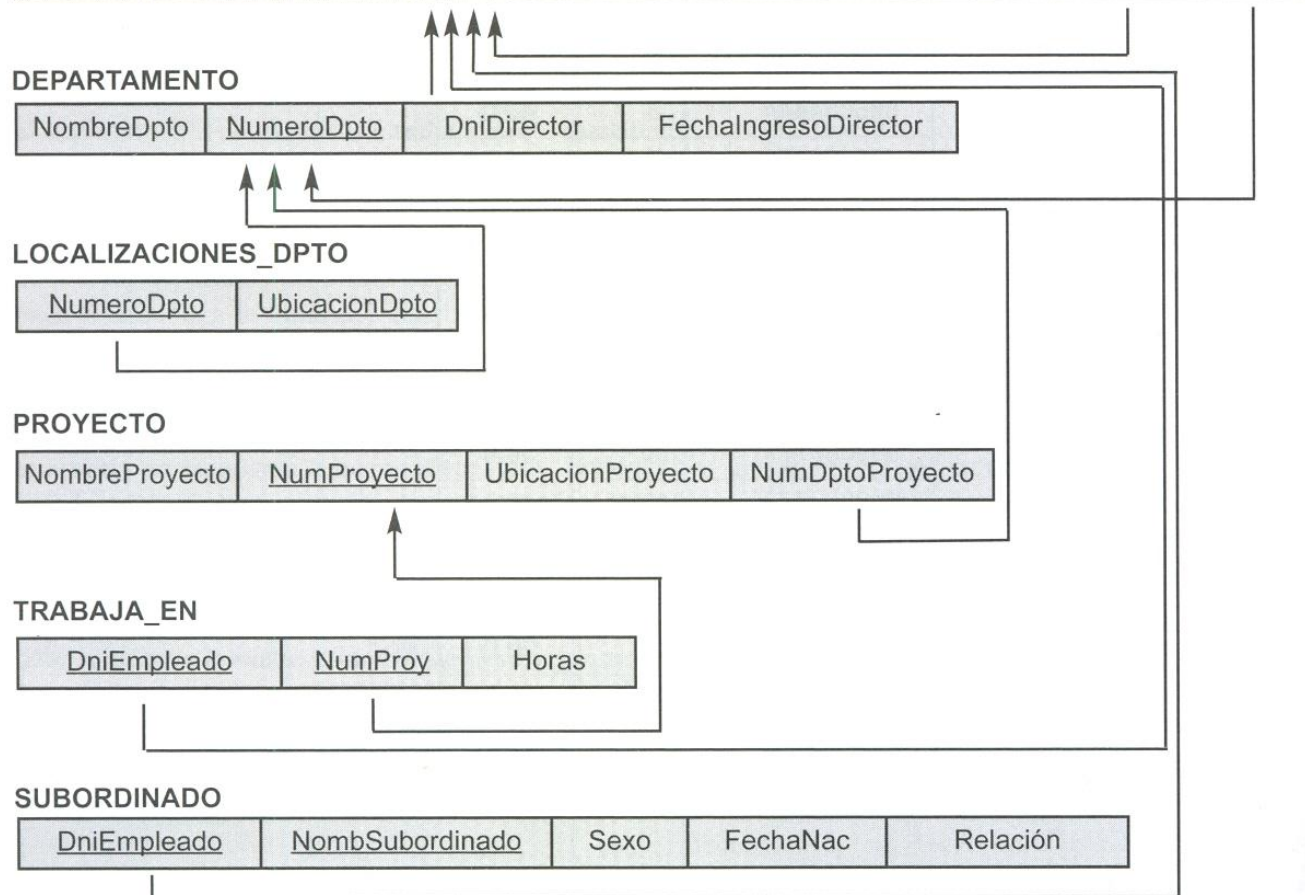 DEPARTAMENTO
NombreDpto NumeroDpto DniDirector FechaIngresoDirector
LOCALIZACIONES_DPTO
NumeroDpto UbicacionDpto
PROYECTO
NombreProyecto NumProyecto UbicacionProyecto NumDptoProyecto
TRABAJA_EN
DniEmpleado NumProy Horas
SUBORDINADO
DniEmpleado NombSubordinado Sexo FechaNac Relación